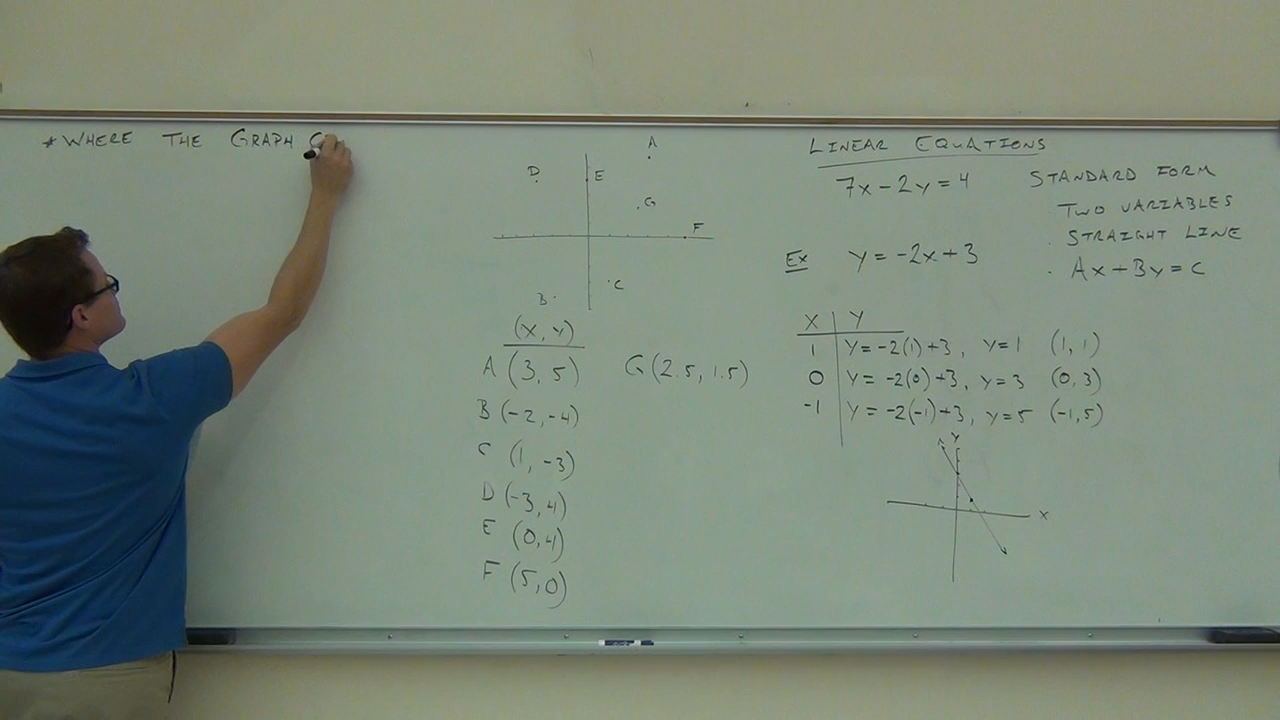 *WHERE THE GRAPH C
A
D
E
G
F
C
B
(X, Y)
A (3, 5) G (2.5, 1.5)
B (-2, -4)
C (1, -3)
D (-3, 4)
E (0, 4)
F (5, 0)
LINEAR EQUATIONS
7x - 2y = 4 STANDARD FORM
TWO VARIABLES
STRAIGHT LINE
Ax + By = C
Ex y = -2x + 3
X Y
1 Y = -2(1) + 3, y = 1 (1, 1)
0 Y = -2(0) + 3, y = 3 (0, 3)
-1 Y = -2(-1) + 3, y = 5 (-1, 5)
Y
X